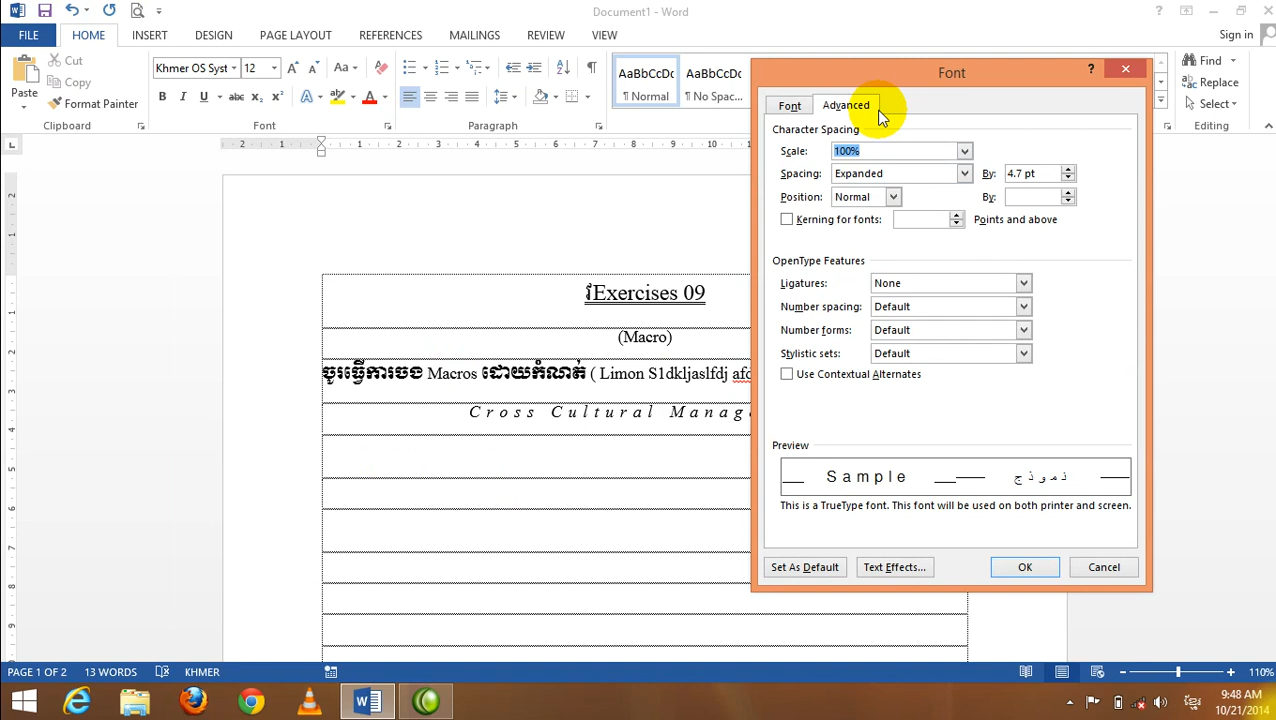 Document1 - Word
FILE HOME INSERT DESIGN PAGE LAYOUT REFERENCES MAILINGS REVIEW VIEW Sign in
Paste Cut Copy Format Painter
Khmer OS Syst 12
AaBbCcDc AaBbCcDc
¶ Normal ¶ No Spac...
Find Replace Select
Clipboard Font Paragraph Editing
Font
Font Advanced
Character Spacing
Scale: 100%
Spacing: Expanded By: 4.7 pt
Position: Normal By:
Kerning for fonts: Points and above
OpenType Features
Ligatures: None
Number spacing: Default
Number forms: Default
Stylistic sets: Default
Use Contextual Alternates
Preview
Sample نموذج
This is a TrueType font. This font will be used on both printer and screen.
Set As Default Text Effects... OK Cancel
Exercises 09
(Macro)
ចូរធ្វើការចង Macros ដោយកំណត់ ( Limon S1dkljaslfdj afd
Cross Cultural Manag
PAGE 1 OF 2 13 WORDS KHMER 110%
9:48 AM
10/21/2014